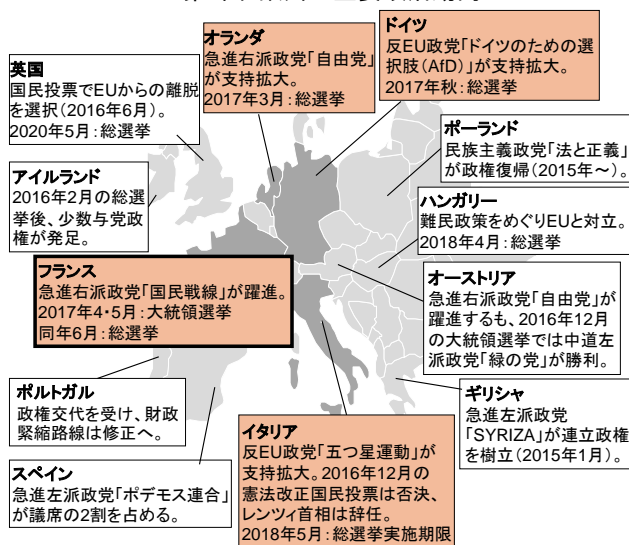 オランダ
急進右派政党「自由党」
が支持拡大。
2017年3月：総選挙
ドイツ
反EU政党「ドイツのための選
択肢（AfD）」が支持拡大。
2017年秋：総選挙
英国
国民投票でEUからの離脱
を選択（2016年6月）。
2020年5月：総選挙
ポーランド
民族主義政党「法と正義」
が政権復帰（2015年～）。
アイルランド
2016年2月の総選
挙後、少数与党政
権が発足。
ハンガリー
難民政策をめぐりEUと対立。
2018年4月：総選挙
フランス
急進右派政党「国民戦線」が躍進。
2017年4・5月：大統領選挙
同年6月：総選挙
オーストリア
急進右派政党「自由党」が
躍進するも、2016年12月
の大統領選挙では中道左
派政党「緑の党」が勝利。
ポルトガル
政権交代を受け、財政
緊縮路線は修正へ。
イタリア
反EU政党「五つ星運動」が
支持拡大。2016年12月の
憲法改正国民投票は否決、
レンツィ首相は辞任。
2018年5月：総選挙実施期限
ギリシャ
急進左派政党
「SYRIZA」が連立政権
を樹立（2015年1月）。
スペイン
急進左派政党「ポデモス連合」
が議席の2割を占める。